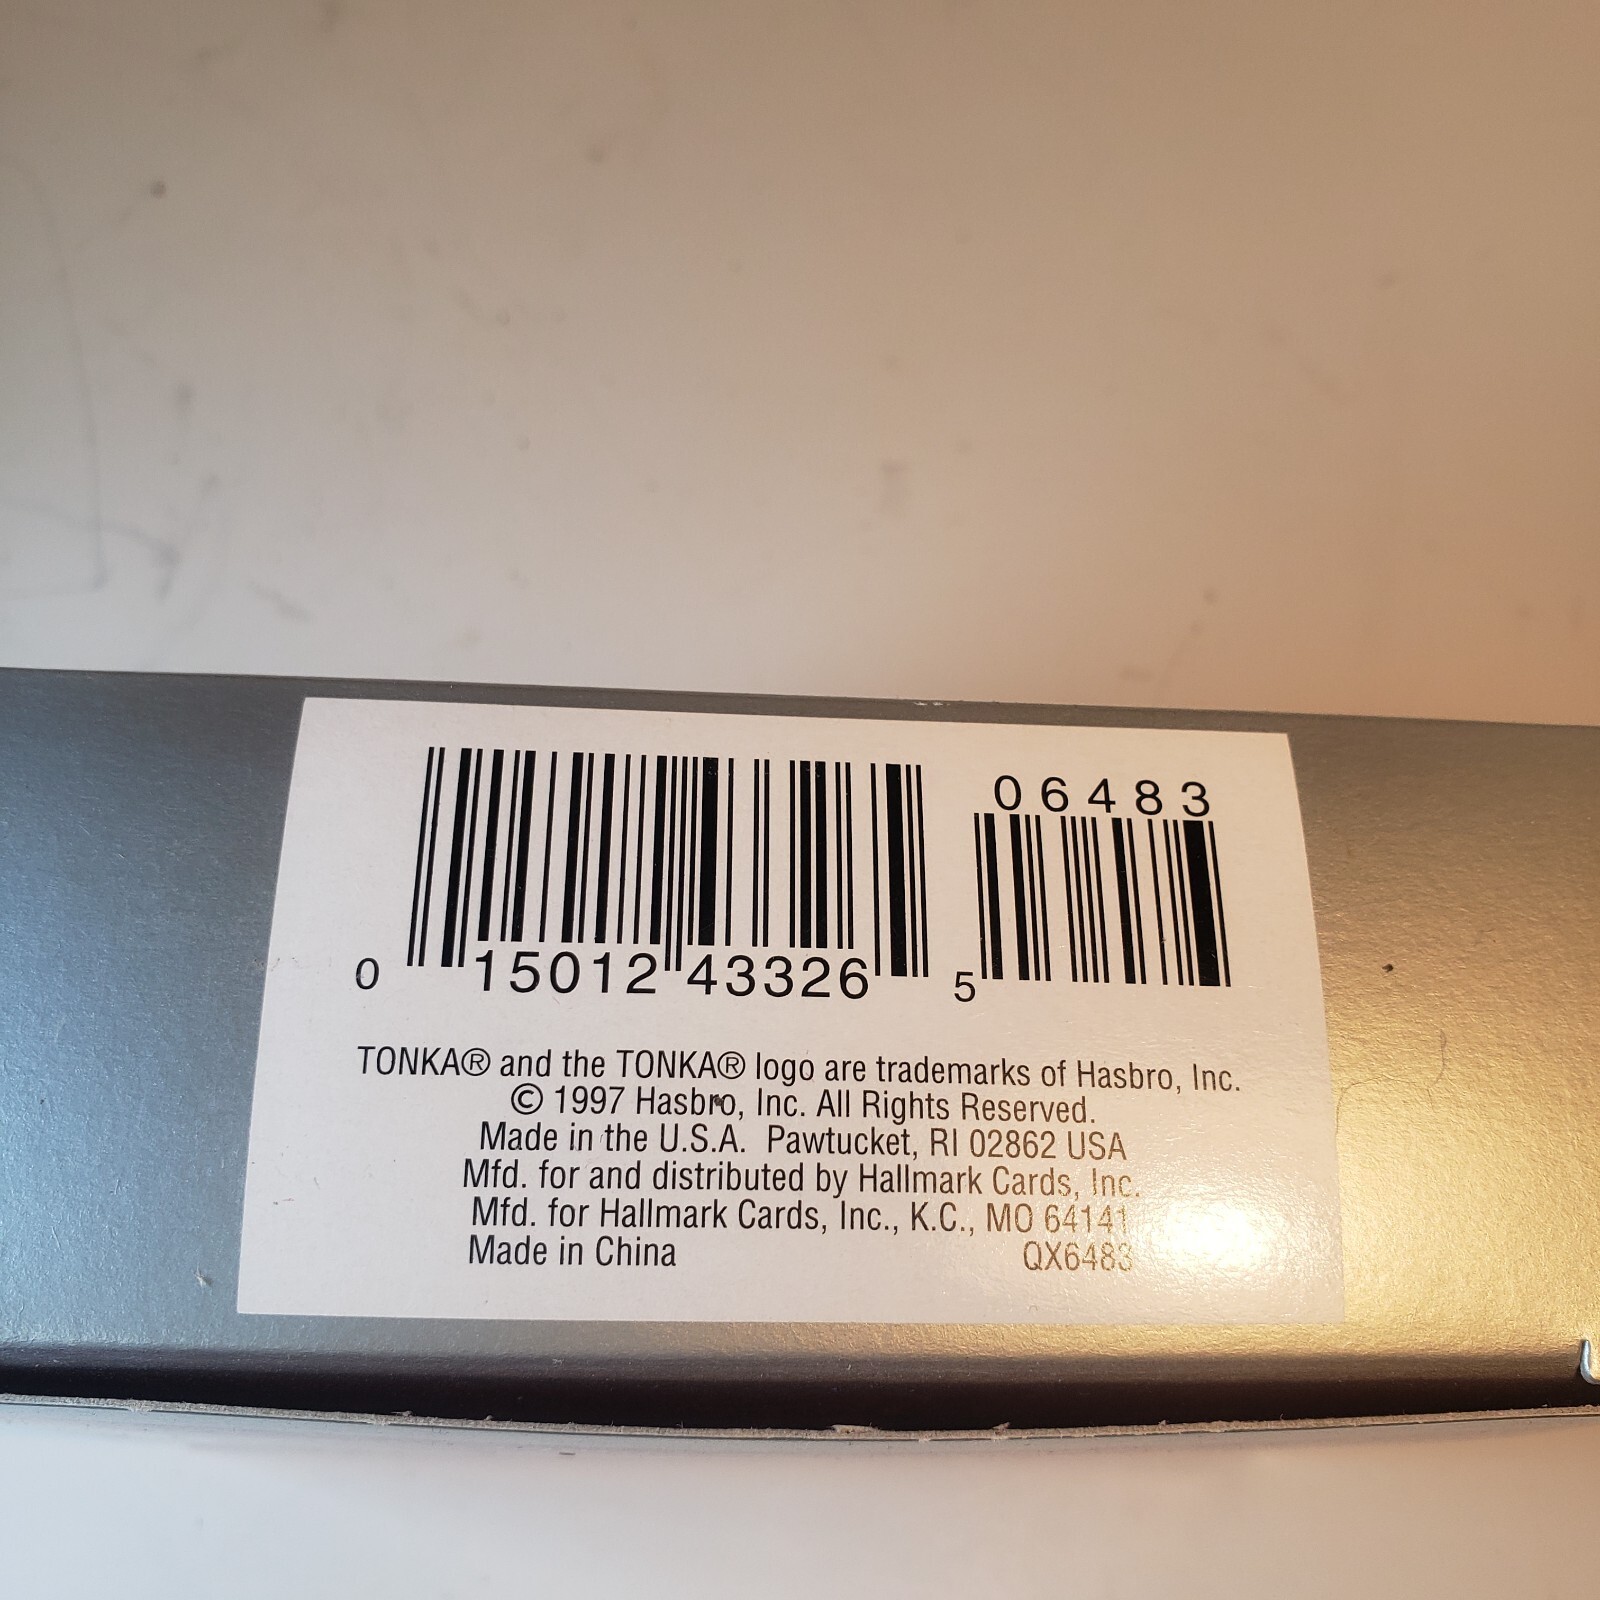 06483
0 15012 43326 5
TONKA® and the TONKA® logo are trademarks of Hasbro, Inc.
© 1997 Hasbro, Inc. All Rights Reserved.
Made in the U.S.A. Pawtucket, RI 02862 USA
Mfd. for and distributed by Hallmark Cards, Inc.
Mfd. for Hallmark Cards, Inc., K.C., MO 64141
Made in China QX6483